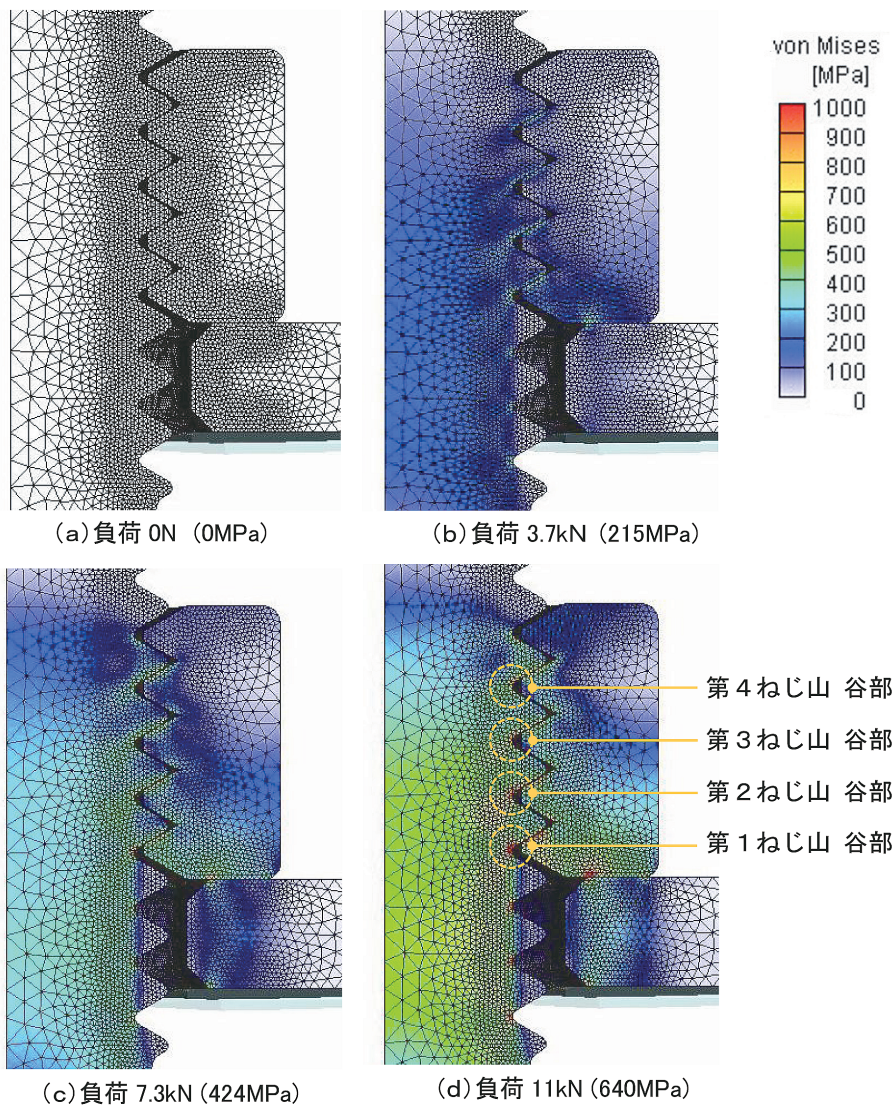 von Mises
[MPa]
1000
900
800
700
600
500
400
300
200
100
0
(a)負荷 0N (0MPa)
(b)負荷 3.7kN (215MPa)
第4ねじ山 谷部
第3ねじ山 谷部
第2ねじ山 谷部
第1ねじ山 谷部
(c)負荷 7.3kN (424MPa)
(d)負荷 11kN (640MPa)